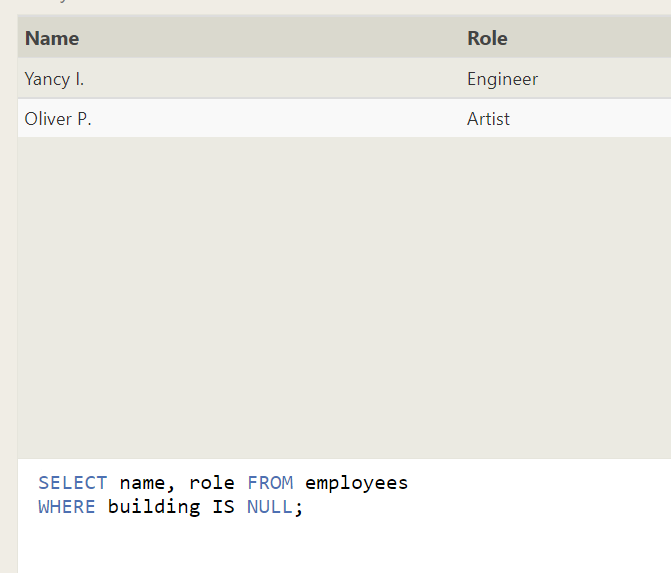 Name Role
Yancy I. Engineer
Oliver P. Artist
SELECT name, role FROM employees
WHERE building IS NULL;